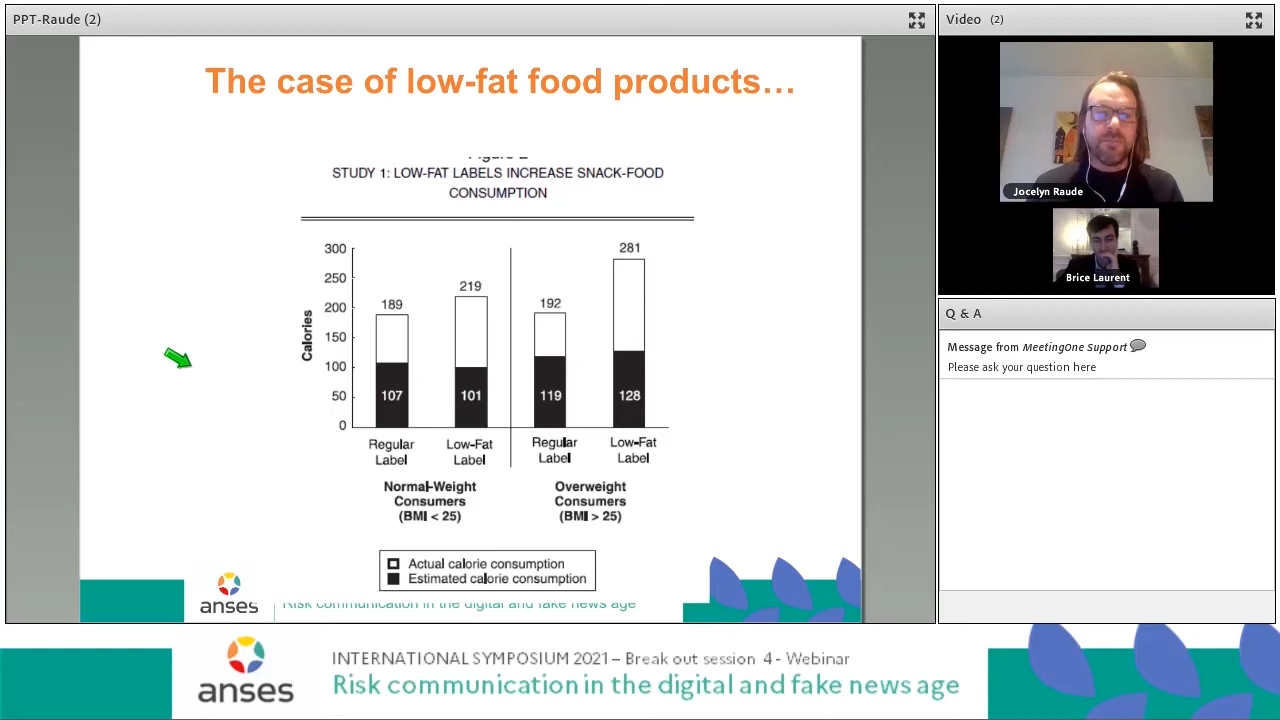 PPT-Raude (2)
The case of low-fat food products…
Figure 2
STUDY 1: LOW-FAT LABELS INCREASE SNACK-FOOD
CONSUMPTION
Calories
300
250
200
150
100
50
0
189
219
192
281
107
101
119
128
Regular
Label
Low-Fat
Label
Regular
Label
Low-Fat
Label
Normal-Weight
Consumers
(BMI < 25)
Overweight
Consumers
(BMI > 25)
Actual calorie consumption
Estimated calorie consumption
anses
Risk communication in the digital and fake news age
Video (2)
Jocelyn Raude
Brice Laurent
Q & A
Message from MeetingOne Support
Please ask your question here
anses
INTERNATIONAL SYMPOSIUM 2021 – Break out session 4 - Webinar
Risk communication in the digital and fake news age